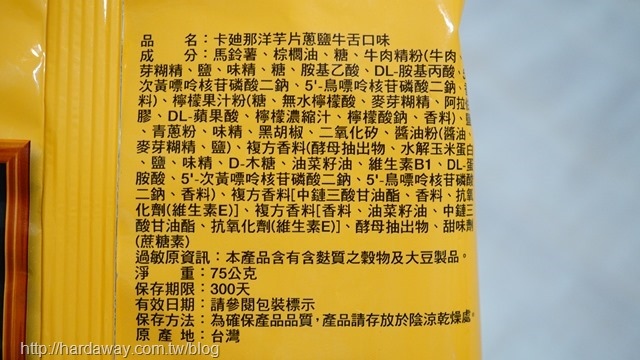 品　　名：卡廸那洋芋片蔥鹽牛舌口味
成　　分：馬鈴薯、棕櫚油、糖、牛肉精粉(牛肉、
芽糊精、鹽、味精、糖、胺基乙酸、DL-胺基丙酸、
次黃嘌呤核苷磷酸二鈉、5'-鳥嘌呤核苷磷酸二鈉、
料)、檸檬果汁粉(糖、無水檸檬酸、麥芽糊精、阿拉
膠、DL-蘋果酸、檸檬濃縮汁、檸檬酸鈉、香料)、鹽
、青蔥粉、味精、黑胡椒、二氧化矽、醬油粉(醬油、
麥芽糊精、鹽)、複方香料(酵母抽出物、水解玉米蛋白
、鹽、味精、D-木糖、油菜籽油、維生素B1、DL-蛋
胺酸、5'-次黃嘌呤核苷磷酸二鈉、5'-鳥嘌呤核苷磷酸
二鈉、香料)、複方香料[中鏈三酸甘油酯、香料、抗氧
化劑(維生素E)]、複方香料[香料、油菜籽油、中鏈三
酸甘油酯、抗氧化劑(維生素E)]、酵母抽出物、甜味劑
(蔗糖素)
過敏原資訊：本產品含有含麩質之穀物及大豆製品。
淨　　重：75公克
保存期限：300天
有效日期：請參閱包裝標示
保存方法：為確保產品品質，產品請存放於陰涼乾燥處
原 產 地：台灣
http://hardaway.com.tw/blog